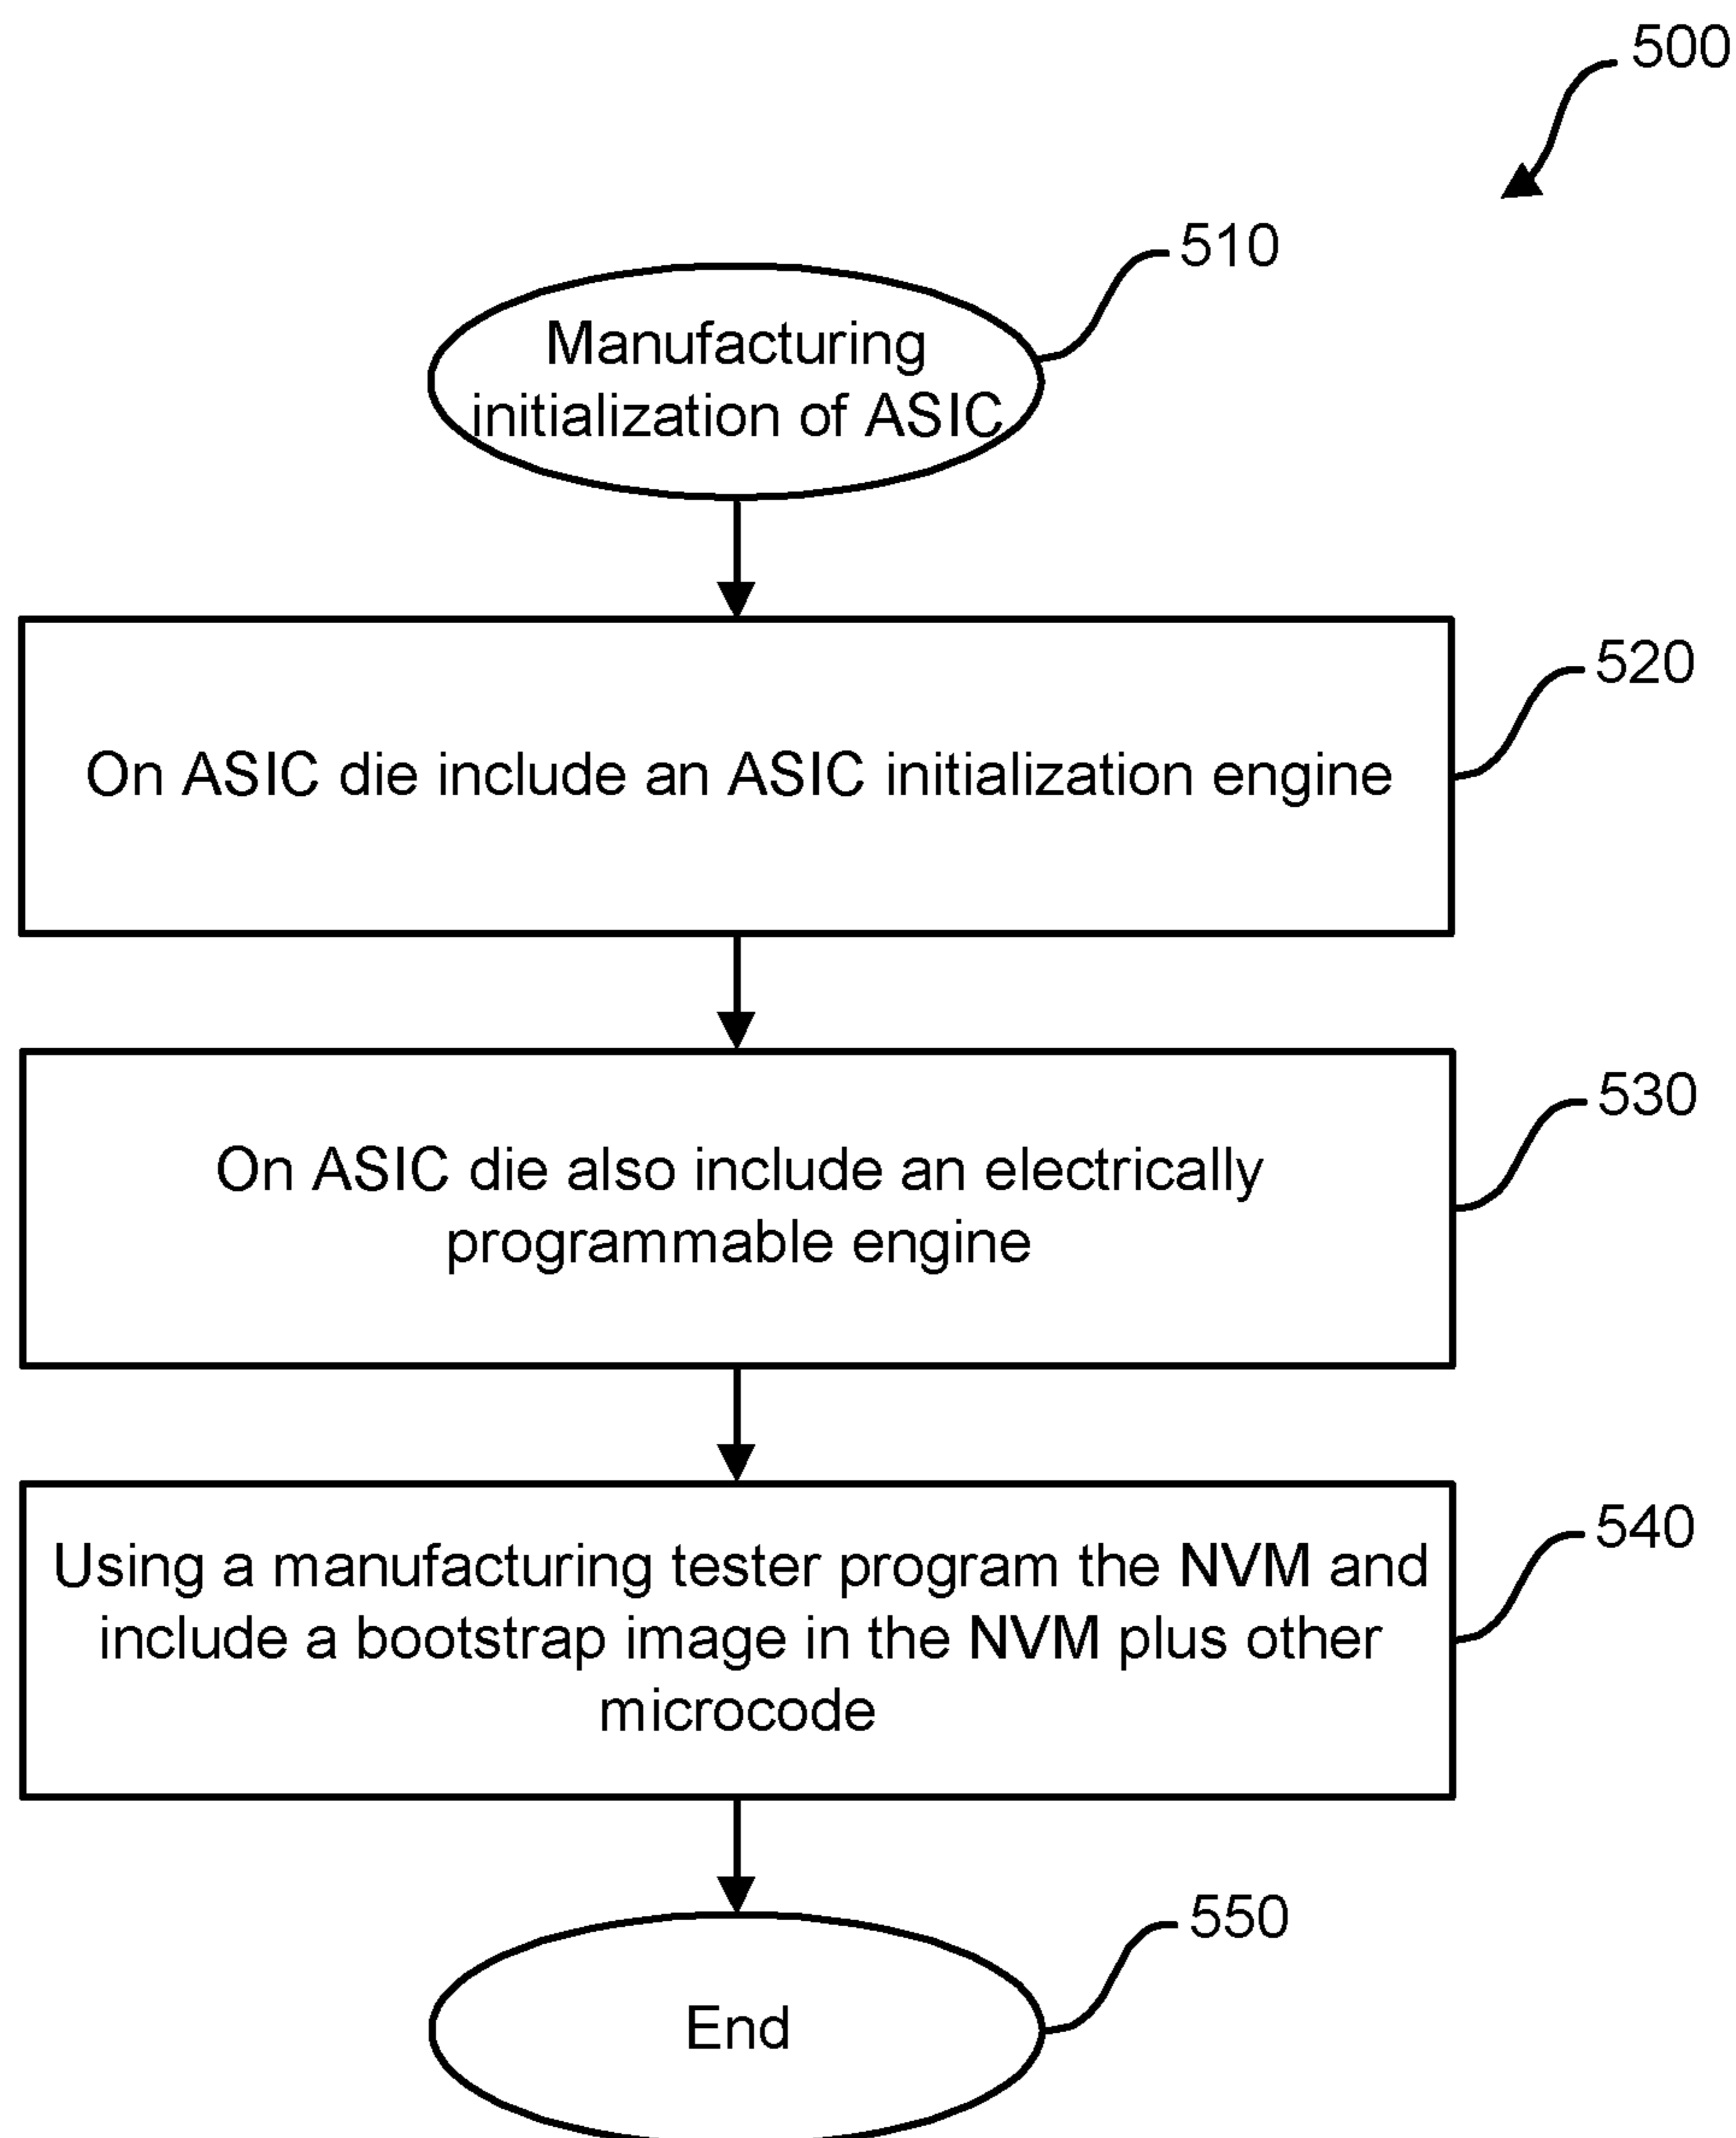 500
510
Manufacturing
initialization of ASIC
520
On ASIC die include an ASIC initialization engine
530
On ASIC die also include an electrically
programmable engine
540
Using a manufacturing tester program the NVM and
include a bootstrap image in the NVM plus other
microcode
550
End